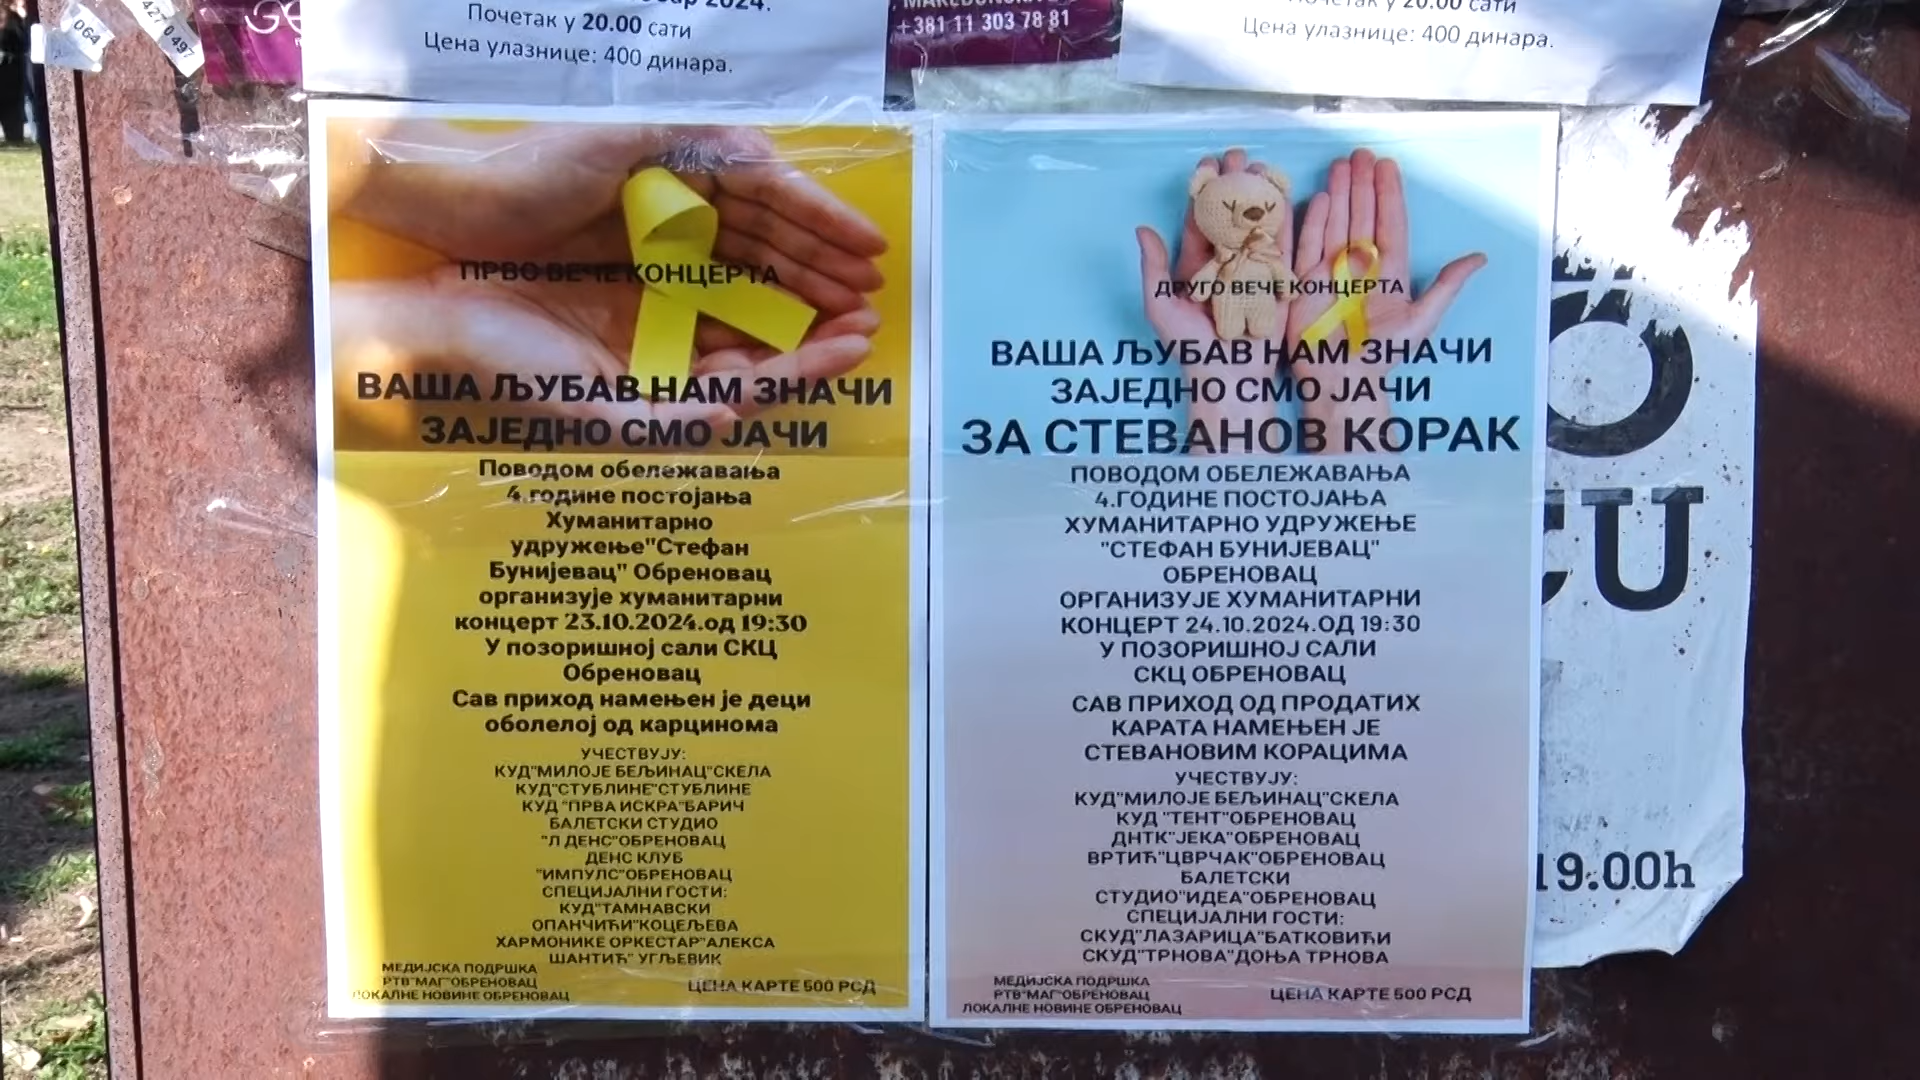 2024.
Почетак у 20.00 сати
Цена улазнице: 400 динара.
064
427 0 497
+381 11 303 78 81
Почетак у 20.00 сати
Цена улазнице: 400 динара.
ПРВО ВЕЧЕ КОНЦЕРТА
ВАША ЉУБАВ НАМ ЗНАЧИ
ЗАЈЕДНО СМО ЈАЧИ
Поводом обележавања
4.године постојања
Хуманитарно
удружење"Стефан
Бунијевац" Обреновац
организује хуманитарни
концерт 23.10.2024.од 19:30
У позоришној сали СКЦ
Обреновац
Сав приход намењен је деци
оболелој од карцинома
УЧЕСТВУЈУ:
КУД"МИЛОЈЕ БЕЉИНАЦ"СКЕЛА
КУД"СТУБЛИНЕ"СТУБЛИНЕ
КУД "ПРВА ИСКРА"БАРИЧ
БАЛЕТСКИ СТУДИО
"Л ДЕНС"ОБРЕНОВАЦ
ДЕНС КЛУБ
"ИМПУЛС"ОБРЕНОВАЦ
СПЕЦИЈАЛНИ ГОСТИ:
КУД"ТАМНАВСКИ
ОПАНЧИЋИ"КОЦЕЉЕВА
ХАРМОНИКЕ ОРКЕСТАР"АЛЕКСА
ШАНТИЋ" УГЉЕВИК
МЕДИЈСКА ПОДРШКА
РТВ"МАГ"ОБРЕНОВАЦ
ЛОКАЛНЕ НОВИНЕ ОБРЕНОВАЦ
ЦЕНА КАРТЕ 500 РСД
ДРУГО ВЕЧЕ КОНЦЕРТА
ВАША ЉУБАВ НАМ ЗНАЧИ
ЗАЈЕДНО СМО ЈАЧИ
ЗА СТЕВАНОВ КОРАК
ПОВОДОМ ОБЕЛЕЖАВАЊА
4.ГОДИНЕ ПОСТОЈАЊА
ХУМАНИТАРНО УДРУЖЕЊЕ
"СТЕФАН БУНИЈЕВАЦ"
ОБРЕНОВАЦ
ОРГАНИЗУЈЕ ХУМАНИТАРНИ
КОНЦЕРТ 24.10.2024.ОД 19:30
У ПОЗОРИШНОЈ САЛИ
СКЦ ОБРЕНОВАЦ
САВ ПРИХОД ОД ПРОДАТИХ
КАРАТА НАМЕЊЕН ЈЕ
СТЕВАНОВИМ КОРАЦИМА
УЧЕСТВУЈУ:
КУД"МИЛОЈЕ БЕЉИНАЦ"СКЕЛА
КУД "ТЕНТ"ОБРЕНОВАЦ
ДНТК"ЈЕКА"ОБРЕНОВАЦ
ВРТИЋ"ЦВРЧАК"ОБРЕНОВАЦ
БАЛЕТСКИ
СТУДИО"ИДЕА"ОБРЕНОВАЦ
СПЕЦИЈАЛНИ ГОСТИ:
СКУД"ЛАЗАРИЦА"БАТКОВИЋИ
СКУД"ТРНОВА"ДОЊА ТРНОВА
МЕДИЈСКА ПОДРШКА
РТВ"МАГ"ОБРЕНОВАЦ
ЛОКАЛНЕ НОВИНЕ ОБРЕНОВАЦ
ЦЕНА КАРТЕ 500 РСД
19.00h